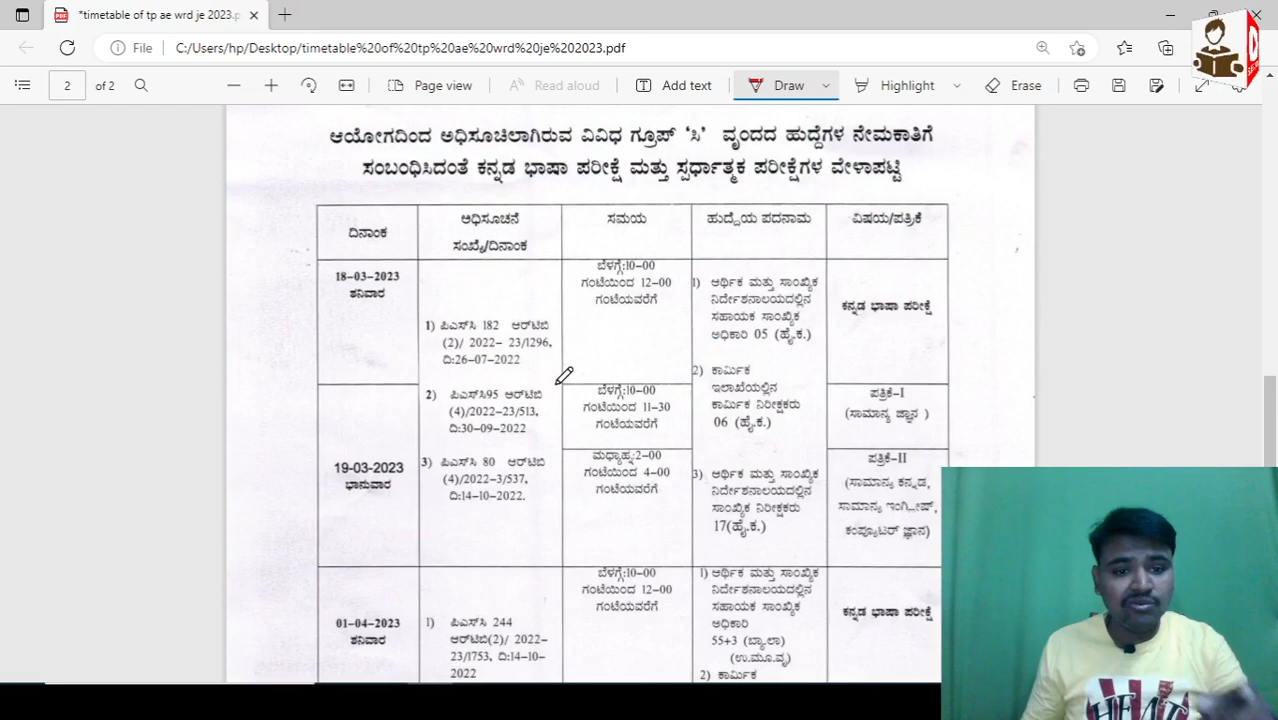 *timetable of tp ae wrd je 2023.p
File
C:/Users/hp/Desktop/timetable%20of%20tp%20ae%20wrd%20je%202023.pdf
2
of 2
Page view
Read aloud
Add text
Draw
Highlight
Erase
ಆಯೋಗದಿಂದ ಅಧಿಸೂಚಿಲಾಗಿರುವ ವಿವಿಧ ಗ್ರೂಪ್ 'ಸಿ' ವೃಂದದ ಹುದ್ದೆಗಳ ನೇಮಕಾತಿಗೆ
ಸಂಬಂಧಿಸಿದಂತೆ ಕನ್ನಡ ಭಾಷಾ ಪರೀಕ್ಷೆ ಮತ್ತು ಸ್ಪರ್ಧಾತ್ಮಕ ಪರೀಕ್ಷೆಗಳ ವೇಳಾಪಟ್ಟಿ
ದಿನಾಂಕ
ಅಧಿಸೂಚನೆ
ಸಂಖ್ಯೆ/ದಿನಾಂಕ
ಸಮಯ
ಹುದ್ದೆಯ ಪದನಾಮ
ವಿಷಯ/ಪತ್ರಿಕೆ
18-03-2023
ಶನಿವಾರ
1) ಪಿಎಸ್‌ಸಿ 182 ಆರ್‌ಟಿಬಿ
(2)/ 2022- 23/1296,
ದಿ:26-07-2022
2) ಪಿಎಸ್‌ಸಿ95 ಆರ್‌ಟಿಬಿ
(4)/2022-23/513,
ದಿ:30-09-2022
3) ಪಿಎಸ್‌ಸಿ 80 ಆರ್‌ಟಿಬಿ
(4)/2022-3/537,
ದಿ:14-10-2022.
ಬೆಳಗ್ಗೆ:10-00
ಗಂಟೆಯಿಂದ 12-00
ಗಂಟೆಯವರೆಗೆ
1) ಆರ್ಥಿಕ ಮತ್ತು ಸಾಂಖ್ಯಿಕ
ನಿರ್ದೇಶನಾಲಯದಲ್ಲಿನ
ಸಹಾಯಕ ಸಾಂಖ್ಯಿಕ
ಅಧಿಕಾರಿ 05 (ಹೈ.ಕ.)
2) ಕಾರ್ಮಿಕ
ಇಲಾಖೆಯಲ್ಲಿನ
ಕಾರ್ಮಿಕ ನಿರೀಕ್ಷಕರು
06 (ಹೈ.ಕ.)
3) ಆರ್ಥಿಕ ಮತ್ತು ಸಾಂಖ್ಯಿಕ
ನಿರ್ದೇಶನಾಲಯದಲ್ಲಿನ
ಸಾಂಖ್ಯಿಕ ನಿರೀಕ್ಷಕರು
17(ಹೈ.ಕ.)
ಕನ್ನಡ ಭಾಷಾ ಪರೀಕ್ಷೆ
19-03-2023
ಭಾನುವಾರ
ಬೆಳಗ್ಗೆ:10-00
ಗಂಟೆಯಿಂದ 11-30
ಗಂಟೆಯವರೆಗೆ
ಪತ್ರಿಕೆ-I
(ಸಾಮಾನ್ಯ ಜ್ಞಾನ )
ಮಧ್ಯಾಹ್ನ:2-00
ಗಂಟೆಯಿಂದ 4-00
ಗಂಟೆಯವರೆಗೆ
ಪತ್ರಿಕೆ-II
(ಸಾಮಾನ್ಯ ಕನ್ನಡ,
ಸಾಮಾನ್ಯ ಇಂಗ್ಲೀಷ್,
ಕಂಪ್ಯೂಟರ್ ಜ್ಞಾನ)
01-04-2023
ಶನಿವಾರ
1) ಪಿಎಸ್‌ಸಿ 244
ಆರ್‌ಟಿಬಿ(2)/ 2022-
23/1753, ದಿ:14-10-
2022
ಬೆಳಗ್ಗೆ:10-00
ಗಂಟೆಯಿಂದ 12-00
ಗಂಟೆಯವರೆಗೆ
1) ಆರ್ಥಿಕ ಮತ್ತು ಸಾಂಖ್ಯಿಕ
ನಿರ್ದೇಶನಾಲಯದಲ್ಲಿನ
ಸಹಾಯಕ ಸಾಂಖ್ಯಿಕ
ಅಧಿಕಾರಿ
55+3 (ಬ್ಯಾ.ಲಾ)
(ಉ.ಮೂ.ವೃ)
2) ಕಾರ್ಮಿಕ
ಕನ್ನಡ ಭಾಷಾ ಪರೀಕ್ಷೆ
HEAT